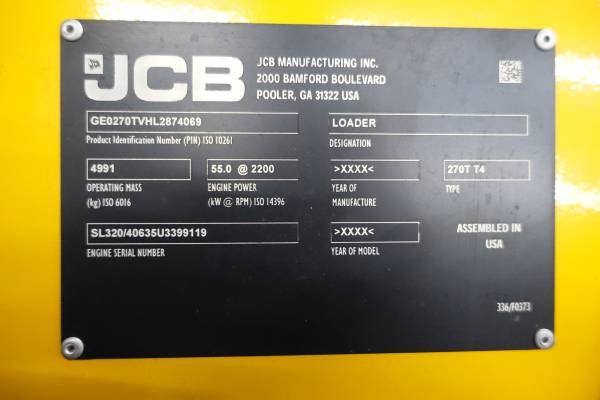 JCB
JCB MANUFACTURING INC.
2000 BAMFORD BOULEVARD
POOLER, GA 31322 USA
GE0270TVHL2874069
Product Identification Number (PIN) ISO 10261
LOADER
DESIGNATION
4991
OPERATING MASS
(kg) ISO 6016
55.0 @ 2200
ENGINE POWER
(kW @ RPM) ISO 14396
>XXXX<
YEAR OF
MANUFACTURE
270T T4
TYPE
SL320/40635U3399119
ENGINE SERIAL NUMBER
>XXXX<
YEAR OF MODEL
ASSEMBLED IN
USA
336/F0373